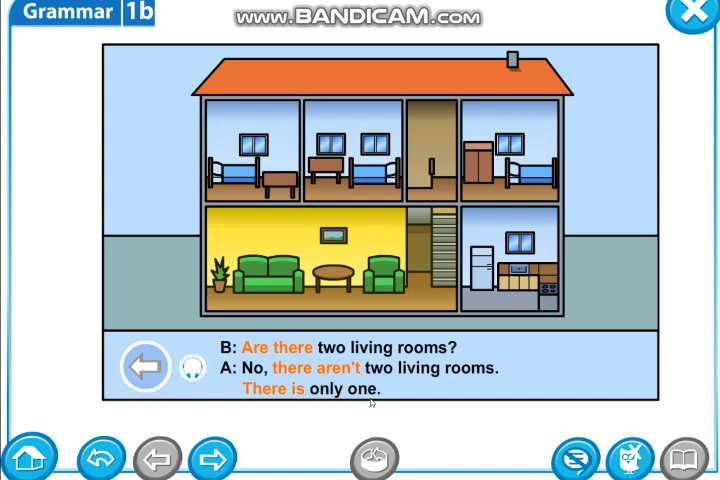 Grammar 1b
www.BANDICAM.com
B: Are there two living rooms?
A: No, there aren't two living rooms.
There is only one.